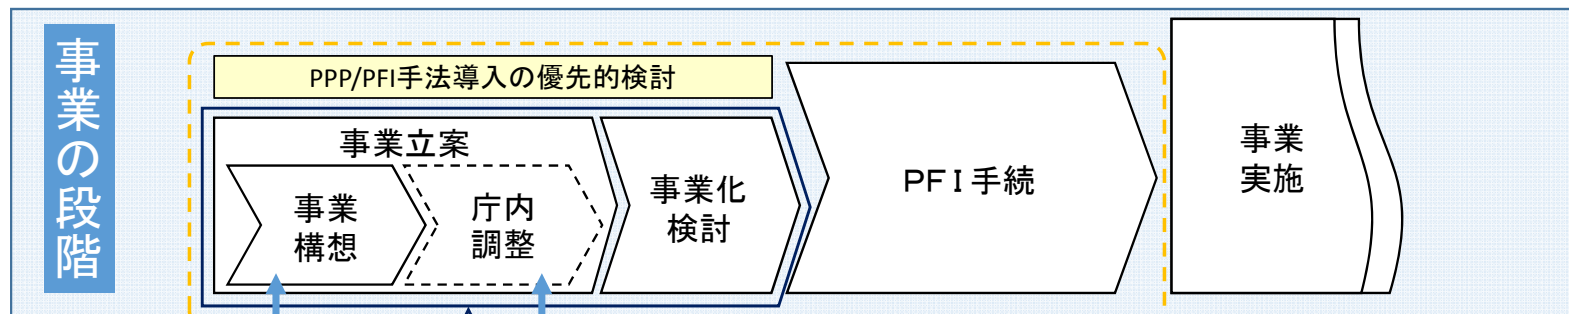 事業の段階
PPP/PFI手法導入の優先的検討
事業立案
事業
構想
庁内
調整
事業化
検討
ＰＦＩ手続
事業
実施